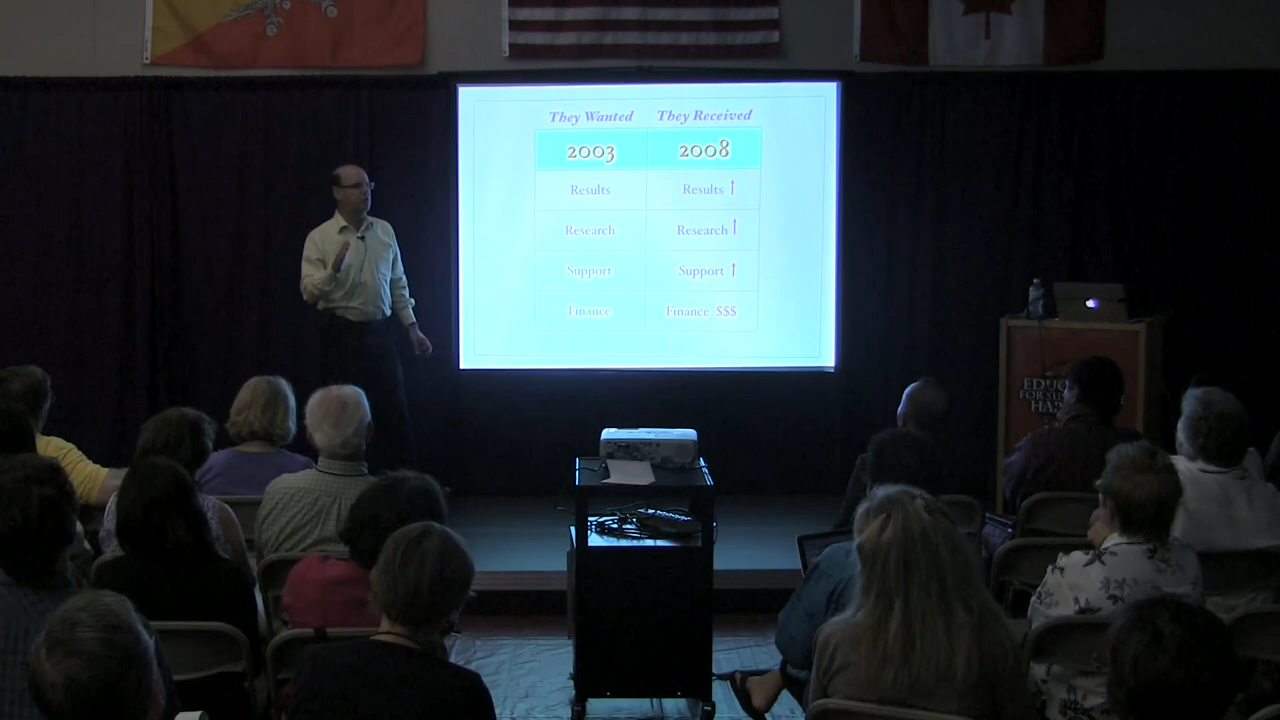 They Wanted They Received
2003 2008
Results Results ↑
Research Research ↑
Support Support ↑
Finance Finance $$$